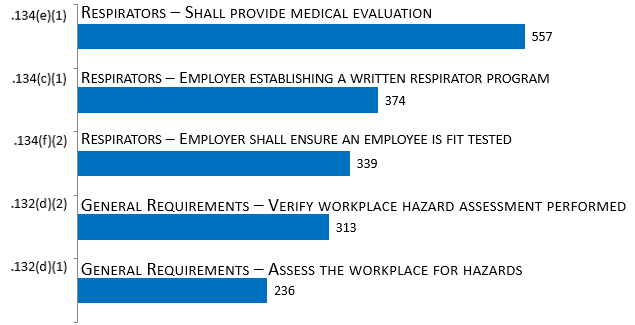 .134(e)(1)
Respirators – Shall provide medical evaluation
557
.134(c)(1)
Respirators – Employer establishing a written respirator program
374
.134(f)(2)
Respirators – Employer shall ensure an employee is fit tested
339
.132(d)(2)
General Requirements – Verify workplace hazard assessment performed
313
.132(d)(1)
General Requirements – Assess the workplace for hazards
236